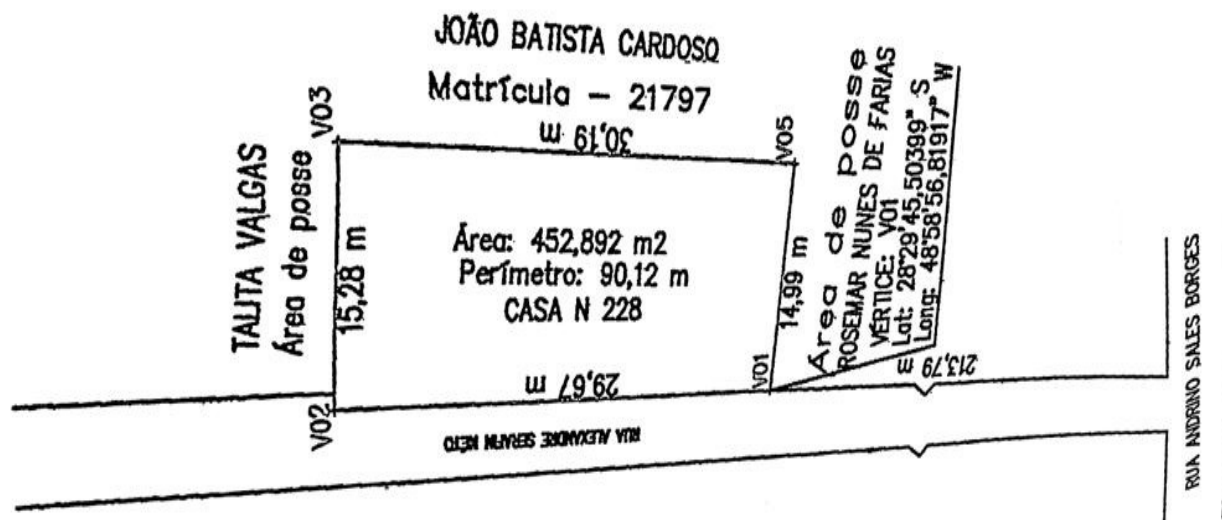 JOÃO BATISTA CARDOSO
Matrícula - 21797
30,19 m
V03
V05
TALITA VALGAS
Área de posse
15,28 m
Área: 452,892 m2
Perímetro: 90,12 m
CASA N 228
14,99 m
Área de posse
ROSEMAR NUNES DE FARIAS
VÉRTICE: V01
Lat: 28°29'45,50399" S
Long: 48°58'56,81917" W
213,79 m
29,67 m
V01
V02
RUA ALEXANDRE SERAFIN NETO
RUA ANDRINO SALES BORGES